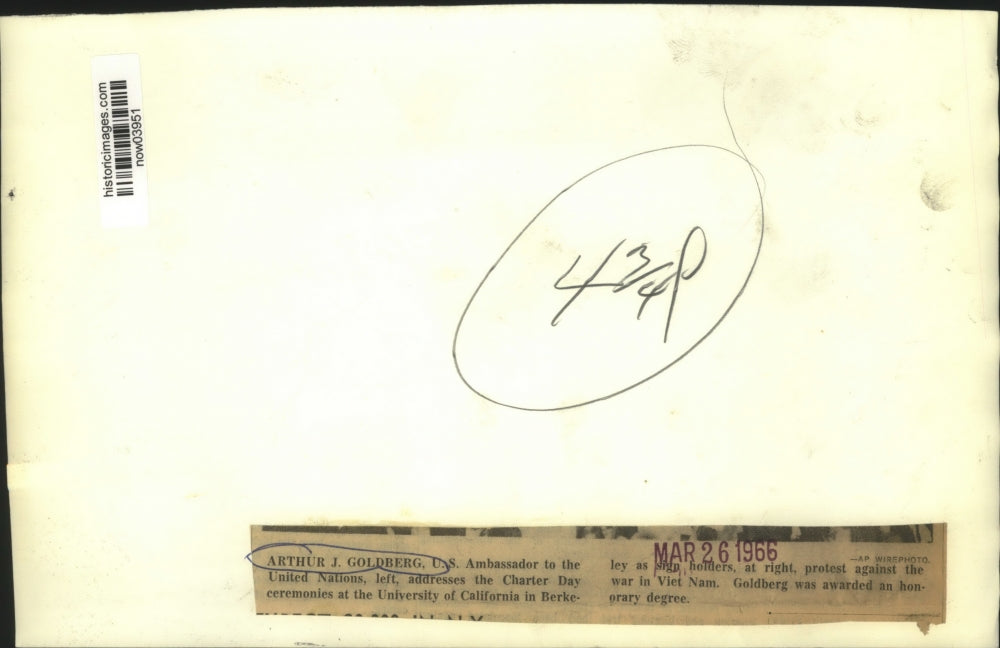 historicimages.com
now03951
4 3/4 P
MAR 26 1966
—AP WIREPHOTO.
ARTHUR J. GOLDBERG, U.S. Ambassador to the
United Nations, left, addresses the Charter Day
ceremonies at the University of California in Berke-
ley as sign holders, at right, protest against the
war in Viet Nam. Goldberg was awarded an hon-
orary degree.